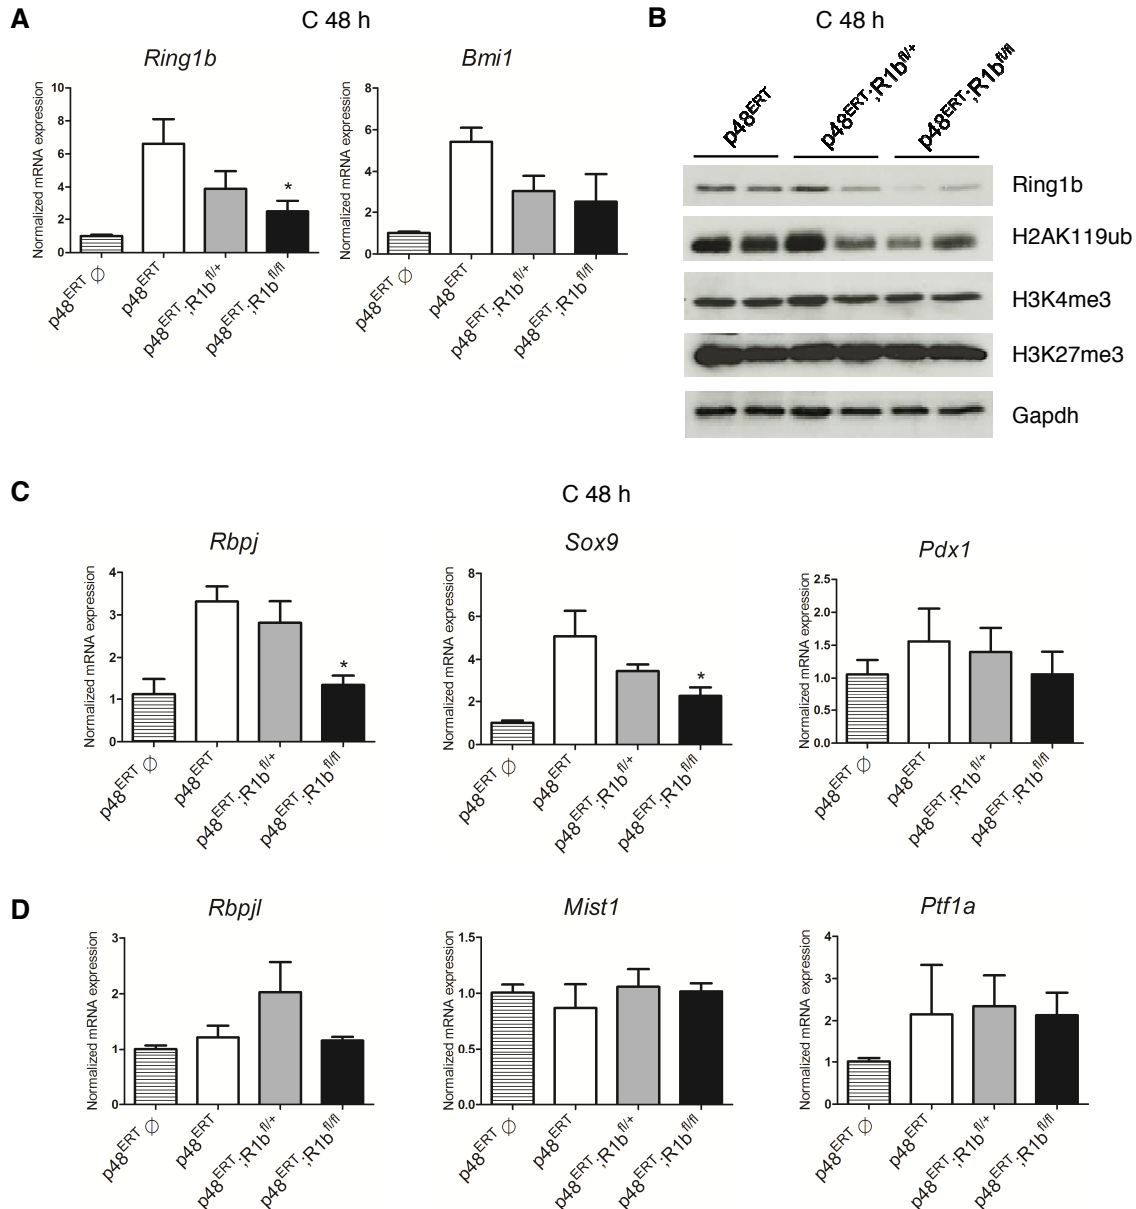 A
C 48 h
Ring1b
Normalized mRNA expression
10
8
6
4
2
0
p48ERT ∅
p48ERT
p48ERT;R1bfl/+
p48ERT;R1bfl/fl
Bmi1
Normalized mRNA expression
8
6
4
2
0
p48ERT ∅
p48ERT
p48ERT;R1bfl/+
p48ERT;R1bfl/fl
*
B
C 48 h
p48ERT
p48ERT;R1bfl/+
p48ERT;R1bfl/fl
Ring1b
H2AK119ub
H3K4me3
H3K27me3
Gapdh
C
C 48 h
Rbpj
Normalized mRNA expression
4
3
2
1
0
*
p48ERT ∅
p48ERT
p48ERT;R1bfl/+
p48ERT;R1bfl/fl
Sox9
Normalized mRNA expression
8
6
4
2
0
*
p48ERT ∅
p48ERT
p48ERT;R1bfl/+
p48ERT;R1bfl/fl
Pdx1
Normalized mRNA expression
2.5
2.0
1.5
1.0
0.5
0.0
p48ERT ∅
p48ERT
p48ERT;R1bfl/+
p48ERT;R1bfl/fl
D
Rbpjl
Normalized mRNA expression
3
2
1
0
p48ERT ∅
p48ERT
p48ERT;R1bfl/+
p48ERT;R1bfl/fl
Mist1
Normalized mRNA expression
1.5
1.0
0.5
0.0
p48ERT ∅
p48ERT
p48ERT;R1bfl/+
p48ERT;R1bfl/fl
Ptf1a
Normalized mRNA expression
4
3
2
1
0
p48ERT ∅
p48ERT
p48ERT;R1bfl/+
p48ERT;R1bfl/fl